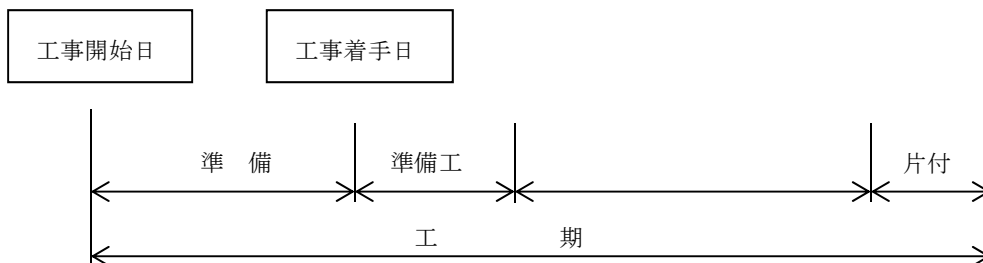 工事開始日 工事着手日
準 備 準備工 片付
工 期